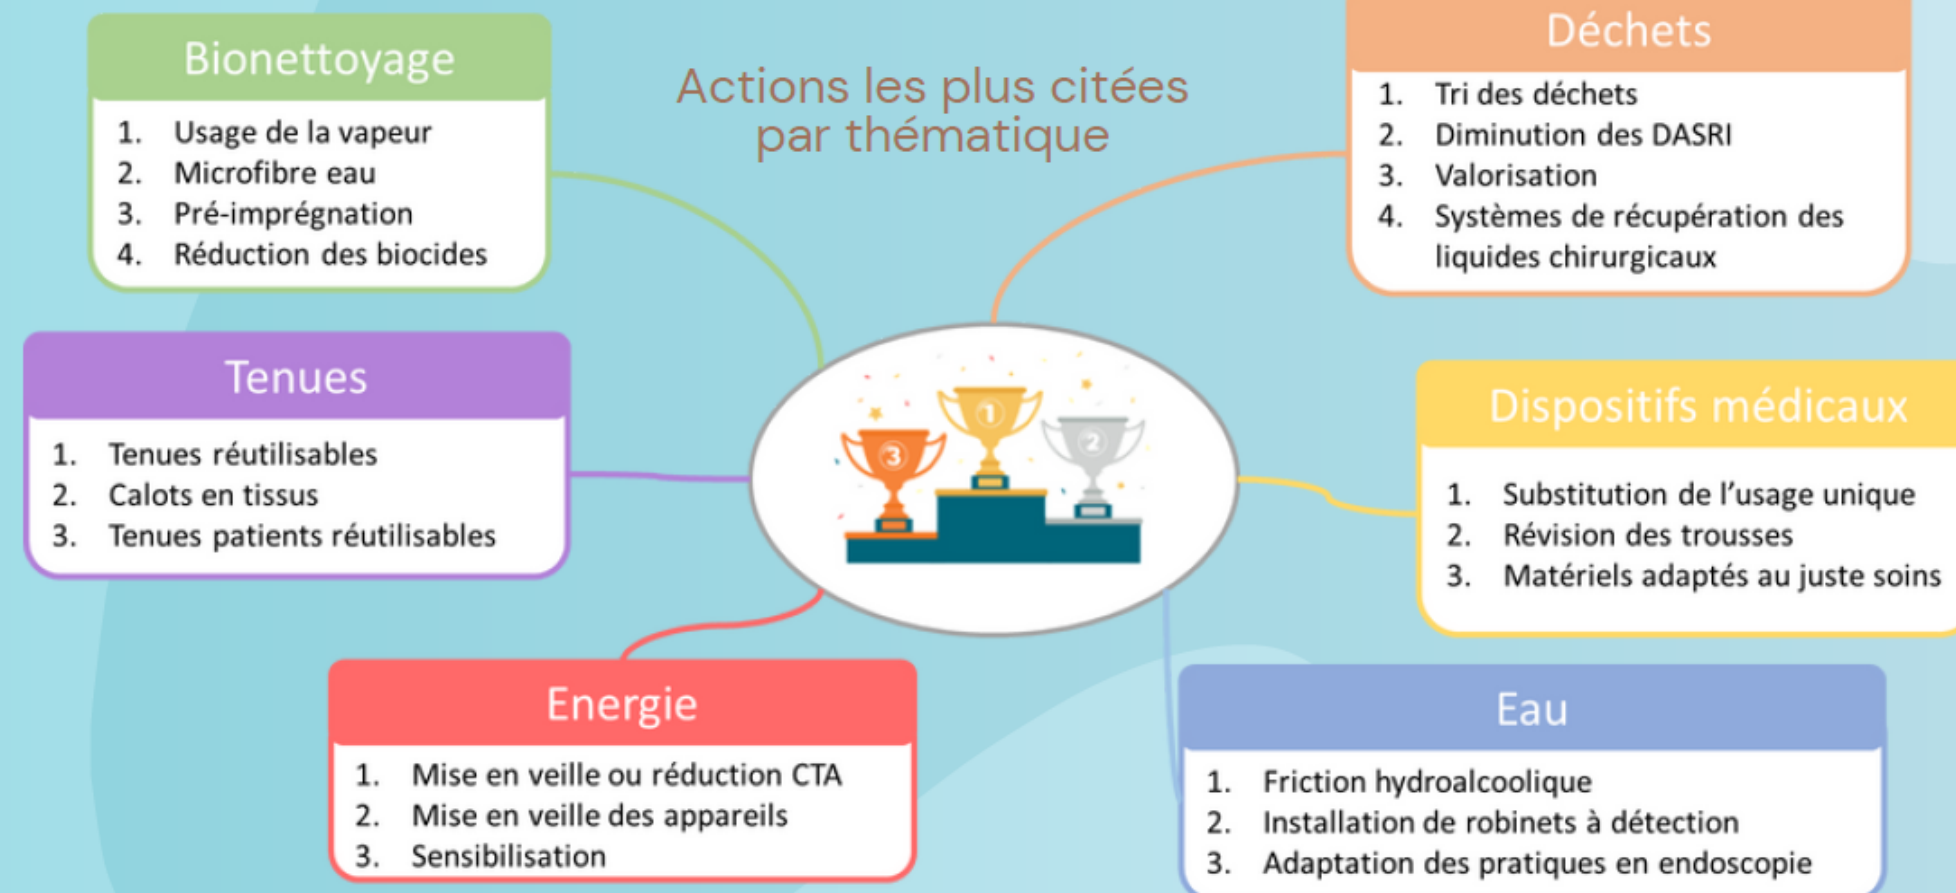 Actions les plus citées
par thématique
Bionettoyage
1. Usage de la vapeur
2. Microfibre eau
3. Pré-imprégnation
4. Réduction des biocides
Déchets
1. Tri des déchets
2. Diminution des DASRI
3. Valorisation
4. Systèmes de récupération des
liquides chirurgicaux
Tenues
1. Tenues réutilisables
2. Calots en tissus
3. Tenues patients réutilisables
3
1
2
Dispositifs médicaux
1. Substitution de l’usage unique
2. Révision des trousses
3. Matériels adaptés au juste soins
Energie
1. Mise en veille ou réduction CTA
2. Mise en veille des appareils
3. Sensibilisation
Eau
1. Friction hydroalcoolique
2. Installation de robinets à détection
3. Adaptation des pratiques en endoscopie